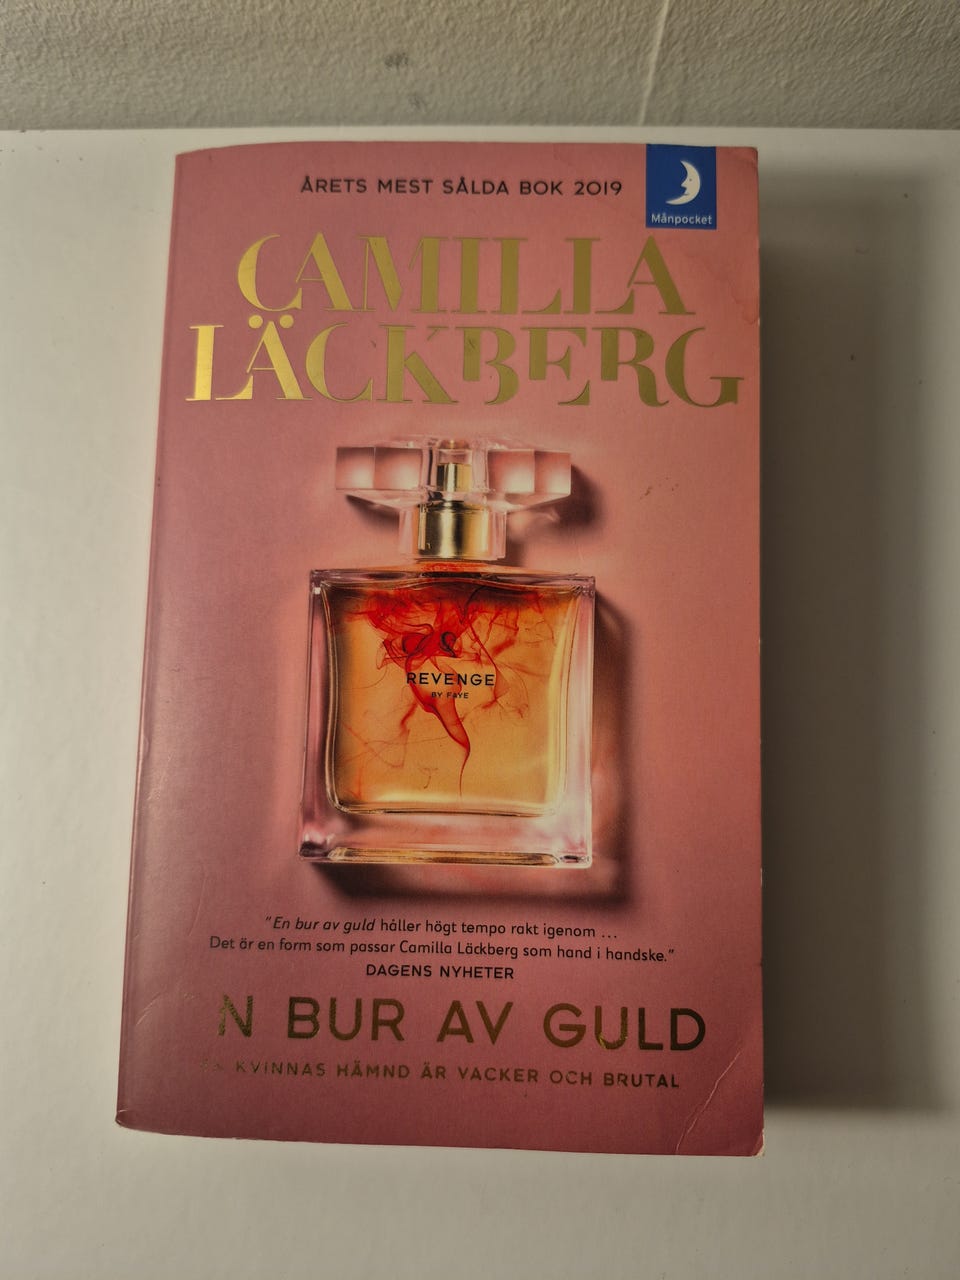 ÅRETS MEST SÅLDA BOK 2019
Månpocket
CAMILLA
LÄCKBERG
REVENGE
BY FAYE
"En bur av guld håller högt tempo rakt igenom ...
Det är en form som passar Camilla Läckberg som hand i handske."
DAGENS NYHETER
N BUR AV GULD
KVINNAS HÄMND ÄR VACKER OCH BRUTAL